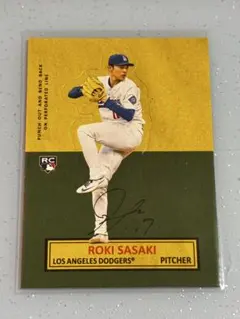 PUNCH OUT AND BEND BACK
ON PERFORATED LINE
RC
ROKI SASAKI
LOS ANGELES DODGERS® PITCHER